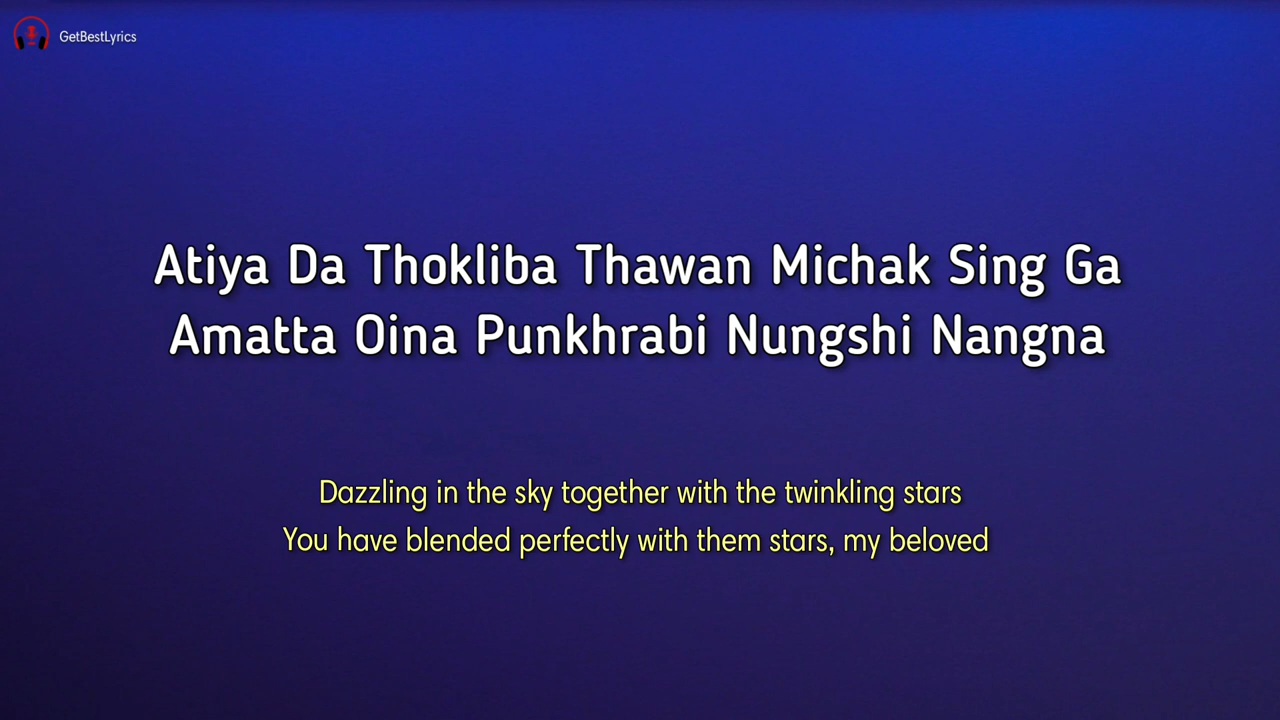 GetBestLyrics
Atiya Da Thokliba Thawan Michak Sing Ga
Amatta Oina Punkhrabi Nungshi Nangna
Dazzling in the sky together with the twinkling stars
You have blended perfectly with them stars, my beloved